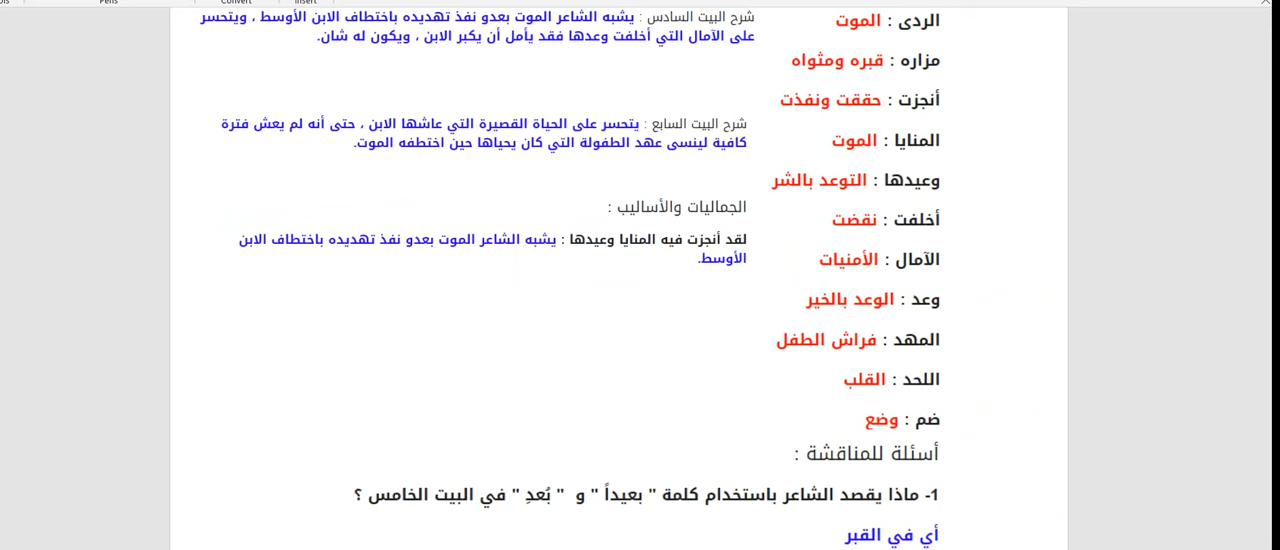 Pens
Convert
Insert
الردى : الموت
مزاره : قبره ومثواه
أنجزت : حققت ونفذت
المنايا : الموت
وعيدها : التوعد بالشر
أخلفت : نقضت
الآمال : الأمنيات
وعد : الوعد بالخير
المهد : فراش الطفل
اللحد : القلب
ضم : وضع
شرح البيت السادس : يشبه الشاعر الموت بعدو نفذ تهديده باختطاف الابن الأوسط ، ويتحسر
على الآمال التي أخلفت وعدها فقد يأمل أن يكبر الابن ، ويكون له شان.
شرح البيت السابع : يتحسر على الحياة القصيرة التي عاشها الابن ، حتى أنه لم يعش فترة
كافية لينسى عهد الطفولة التي كان يحياها حين اختطفه الموت.
الجماليات والأساليب :
لقد أنجزت فيه المنايا وعيدها : يشبه الشاعر الموت بعدو نفذ تهديده باختطاف الابن
الأوسط.
أسئلة للمناقشة :
1- ماذا يقصد الشاعر باستخدام كلمة " بعيداً " و " بُعدِ " في البيت الخامس ؟
أي في القبر